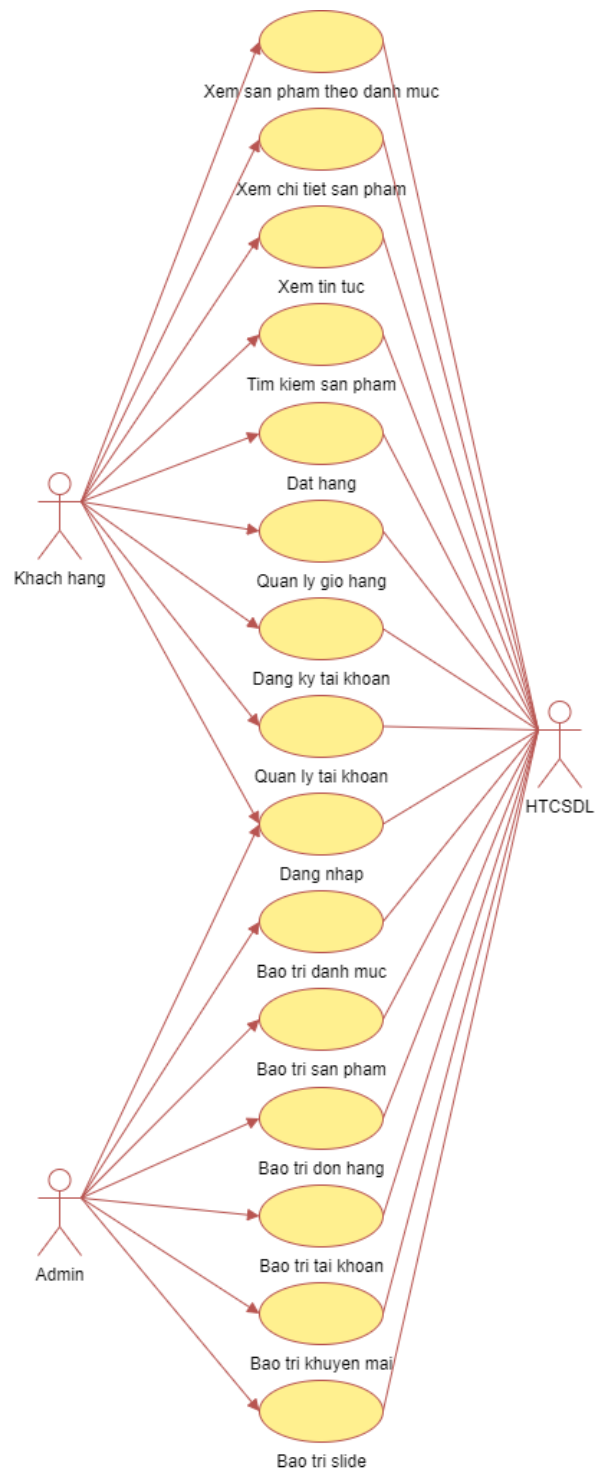 Xem san pham theo danh muc
Xem chi tiet san pham
Xem tin tuc
Tim kiem san pham
Dat hang
Khach hang
Quan ly gio hang
Dang ky tai khoan
Quan ly tai khoan
HTCSDL
Dang nhap
Bao tri danh muc
Bao tri san pham
Bao tri don hang
Bao tri tai khoan
Admin
Bao tri khuyen mai
Bao tri slide